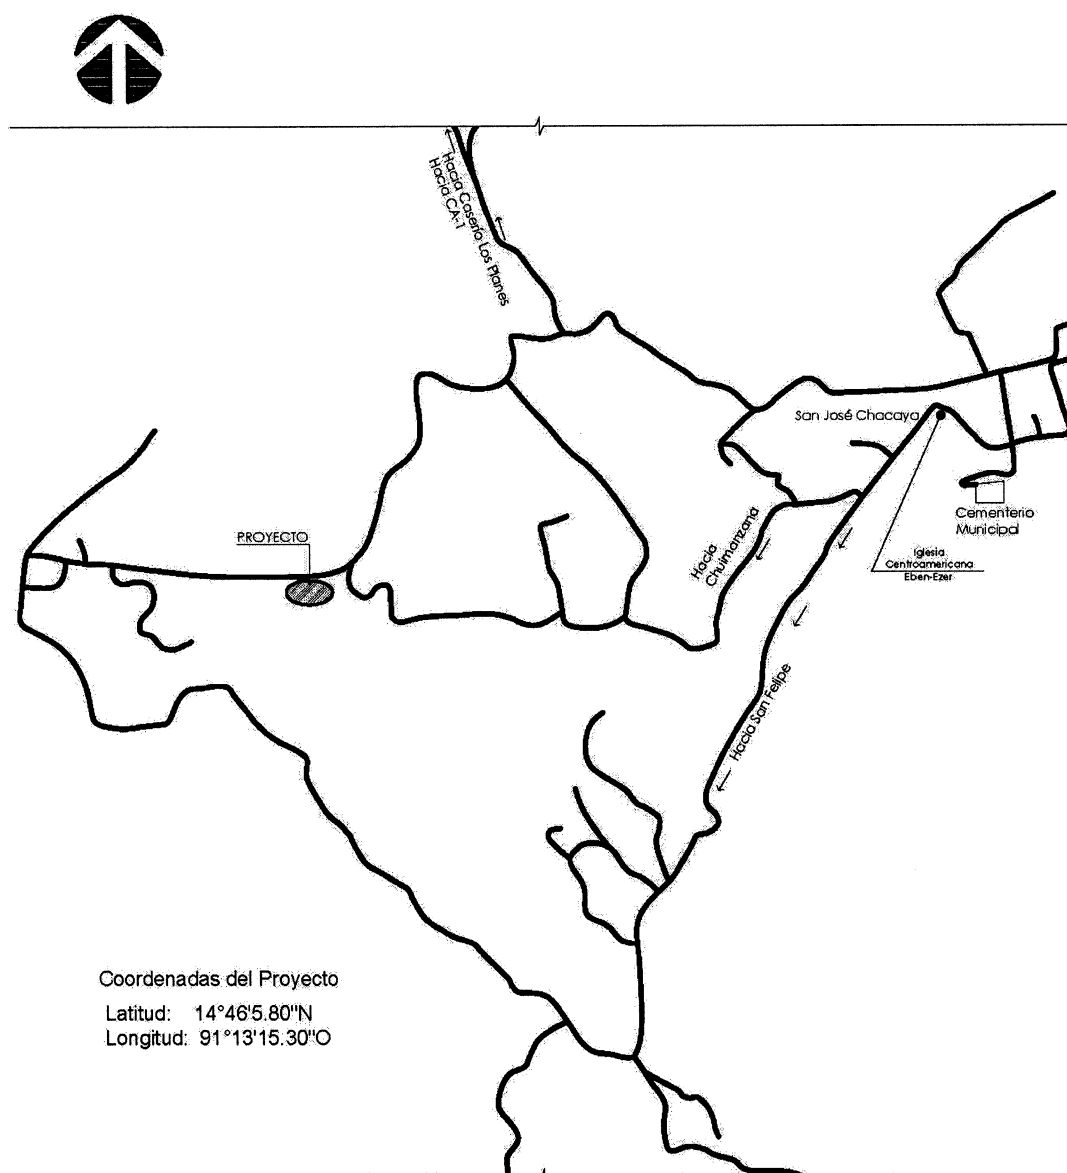 Hacia Caserío Los Planes
Hacia CA-1
San José Chacaya
Cementerio
Municipal
PROYECTO
Hacia
Chuimanzana
Iglesia
Centroamericana
Eben-Ezer
Hacia San Felipe
Coordenadas del Proyecto
Latitud: 14°46'5.80"N
Longitud: 91°13'15.30"O